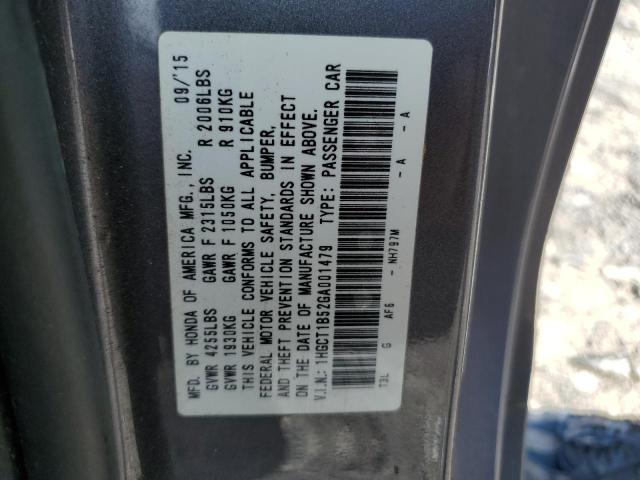 MFD. BY HONDA OF AMERICA MFG., INC. 09/'15
GVWR 4255LBS GAWR F 2315LBS R 2006LBS
GVWR 1930KG GAWR F 1050KG R 910KG
THIS VEHICLE CONFORMS TO ALL APPLICABLE
FEDERAL MOTOR VEHICLE SAFETY, BUMPER,
AND THEFT PREVENTION STANDARDS IN EFFECT
ON THE DATE OF MANUFACTURE SHOWN ABOVE.
V.I.N.: 1HGCT1B52GA001479 TYPE: PASSENGER CAR
T3L G AF6 - NH797M - A - A